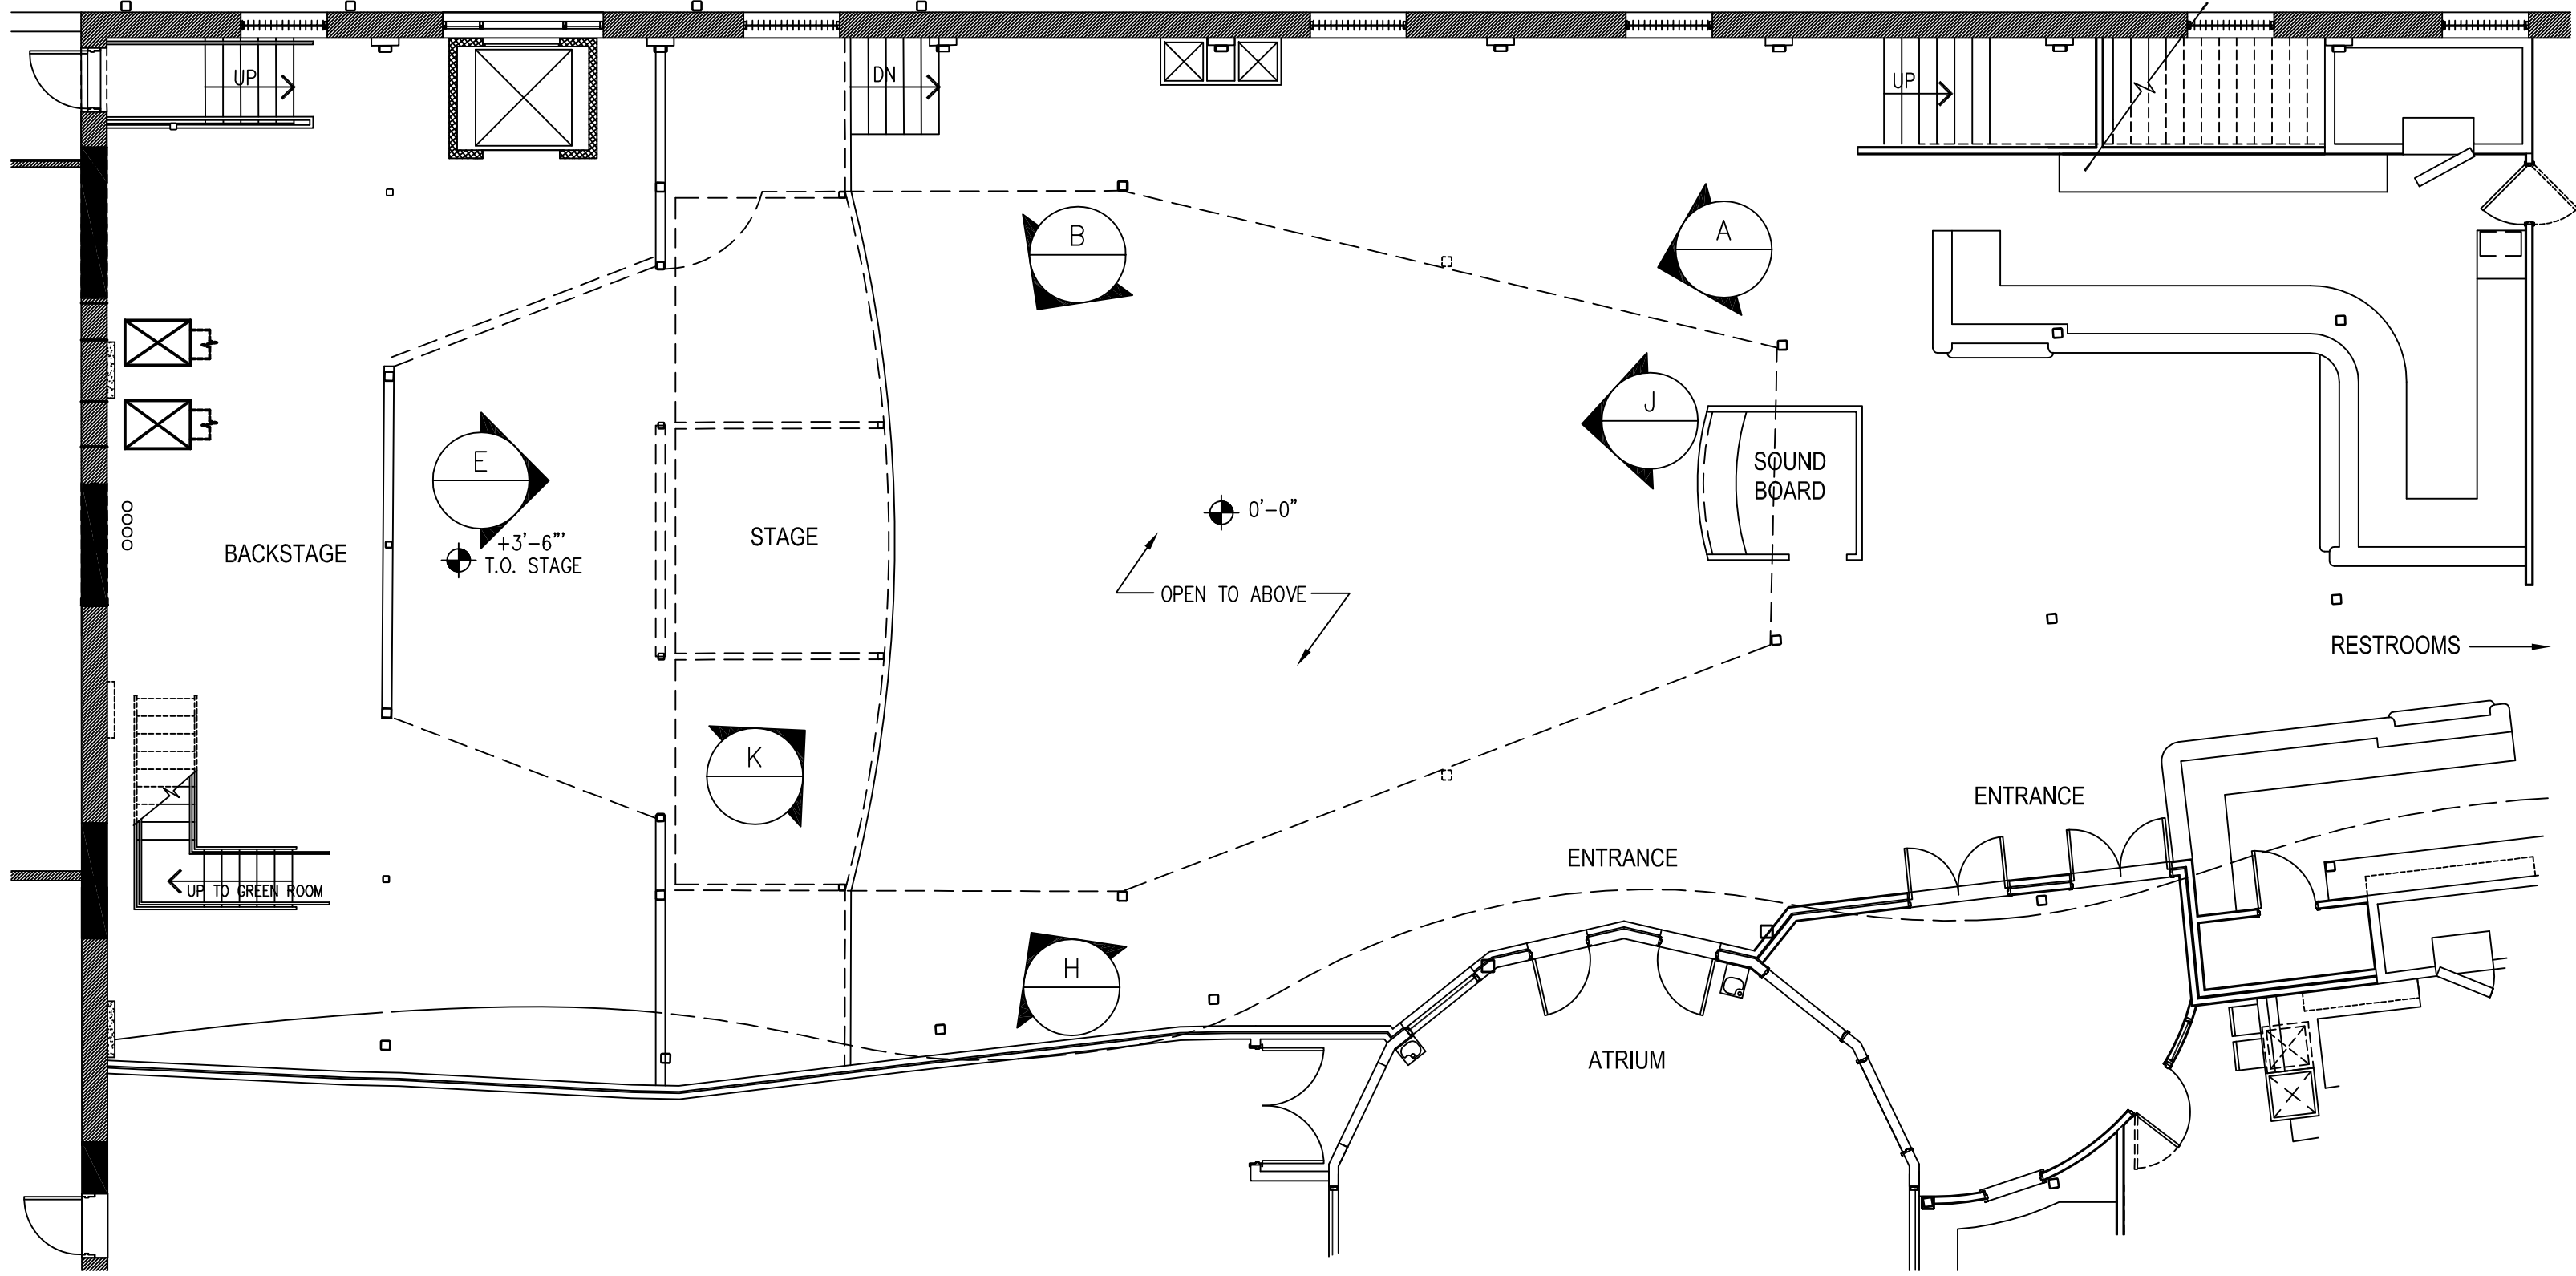 UP
DN
UP
B
A
J
E
SOUND
BOARD
0'-0"
+3'-6"'
T.O. STAGE
BACKSTAGE
STAGE
OPEN TO ABOVE
RESTROOMS
K
ENTRANCE
ENTRANCE
UP TO GREEN ROOM
H
ATRIUM